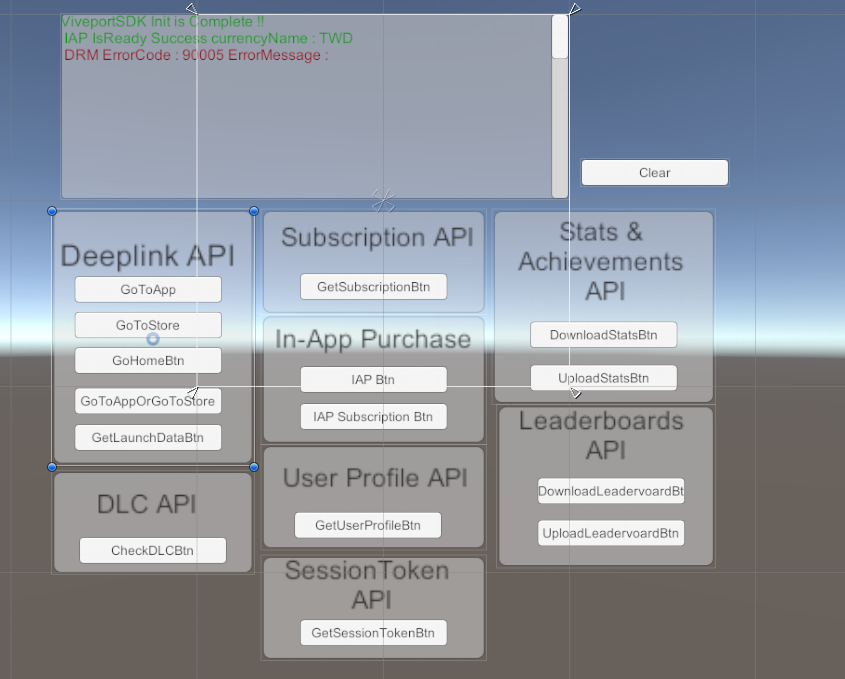 ViveportSDK Init is Complete !!
IAP IsReady Success currencyName : TWD
DRM ErrorCode : 90005 ErrorMessage :
Clear
Deeplink API
GoToApp
GoToStore
GoHomeBtn
GoToAppOrGoToStore
GetLaunchDataBtn
DLC API
CheckDLCBtn
Subscription API
GetSubscriptionBtn
In-App Purchase
IAP Btn
IAP Subscription Btn
User Profile API
GetUserProfileBtn
SessionToken
API
GetSessionTokenBtn
Stats &
Achievements
API
DownloadStatsBtn
UploadStatsBtn
Leaderboards
API
DownloadLeadervoardBt
UploadLeadervoardBtn